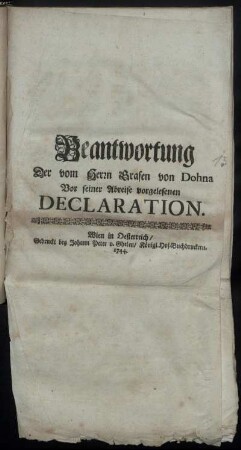 13
Beantwortung
Der vom Herrn Grafen von Dohna
Vor seiner Abreise vorgelesenen
DECLARATION.
Wien in Oesterreich/
Gedruckt bey Johann Peter v. Ghelen/ Königl. Hof-Buchdruckern.
1744.